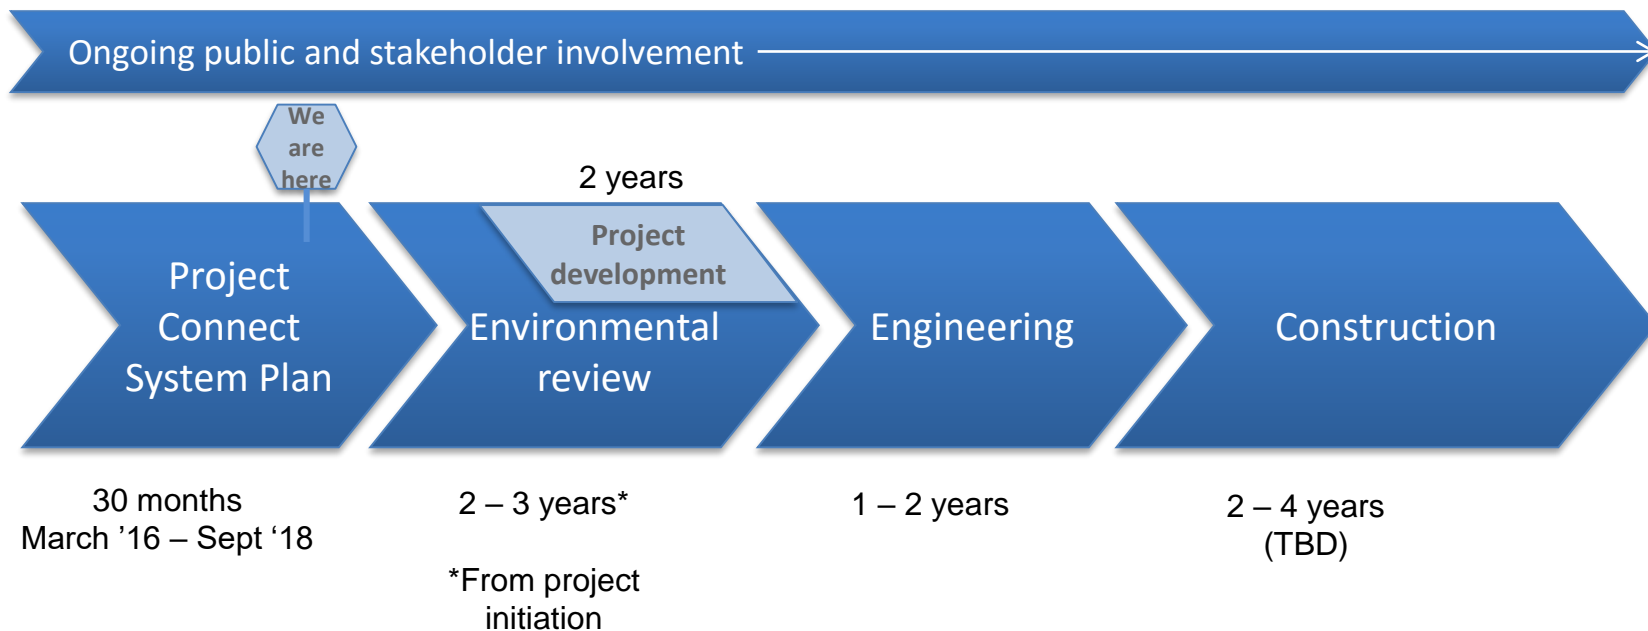 Ongoing public and stakeholder involvement
We
are
here
2 years
Project
development
Project
Connect
System Plan
Environmental
review
Engineering
Construction
30 months
March ’16 – Sept ‘18
2 – 3 years*
*From project
initiation
1 – 2 years
2 – 4 years
(TBD)